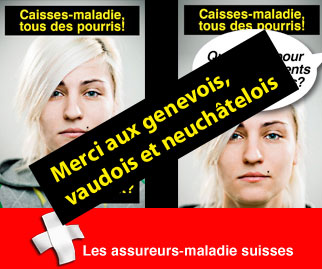 Caisses-maladie,
tous des pourris!
Caisses-maladie,
tous des pourris!
pour
?
Merci aux genevois,
vaudois et neuchâtelois
Les assureurs-maladie suisses